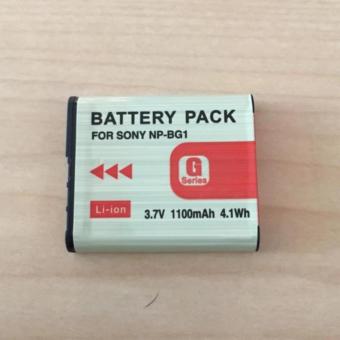 BATTERY PACK
FOR SONY NP-BG1
G
Series
Li-ion
3.7V 1100mAh 4.1Wh